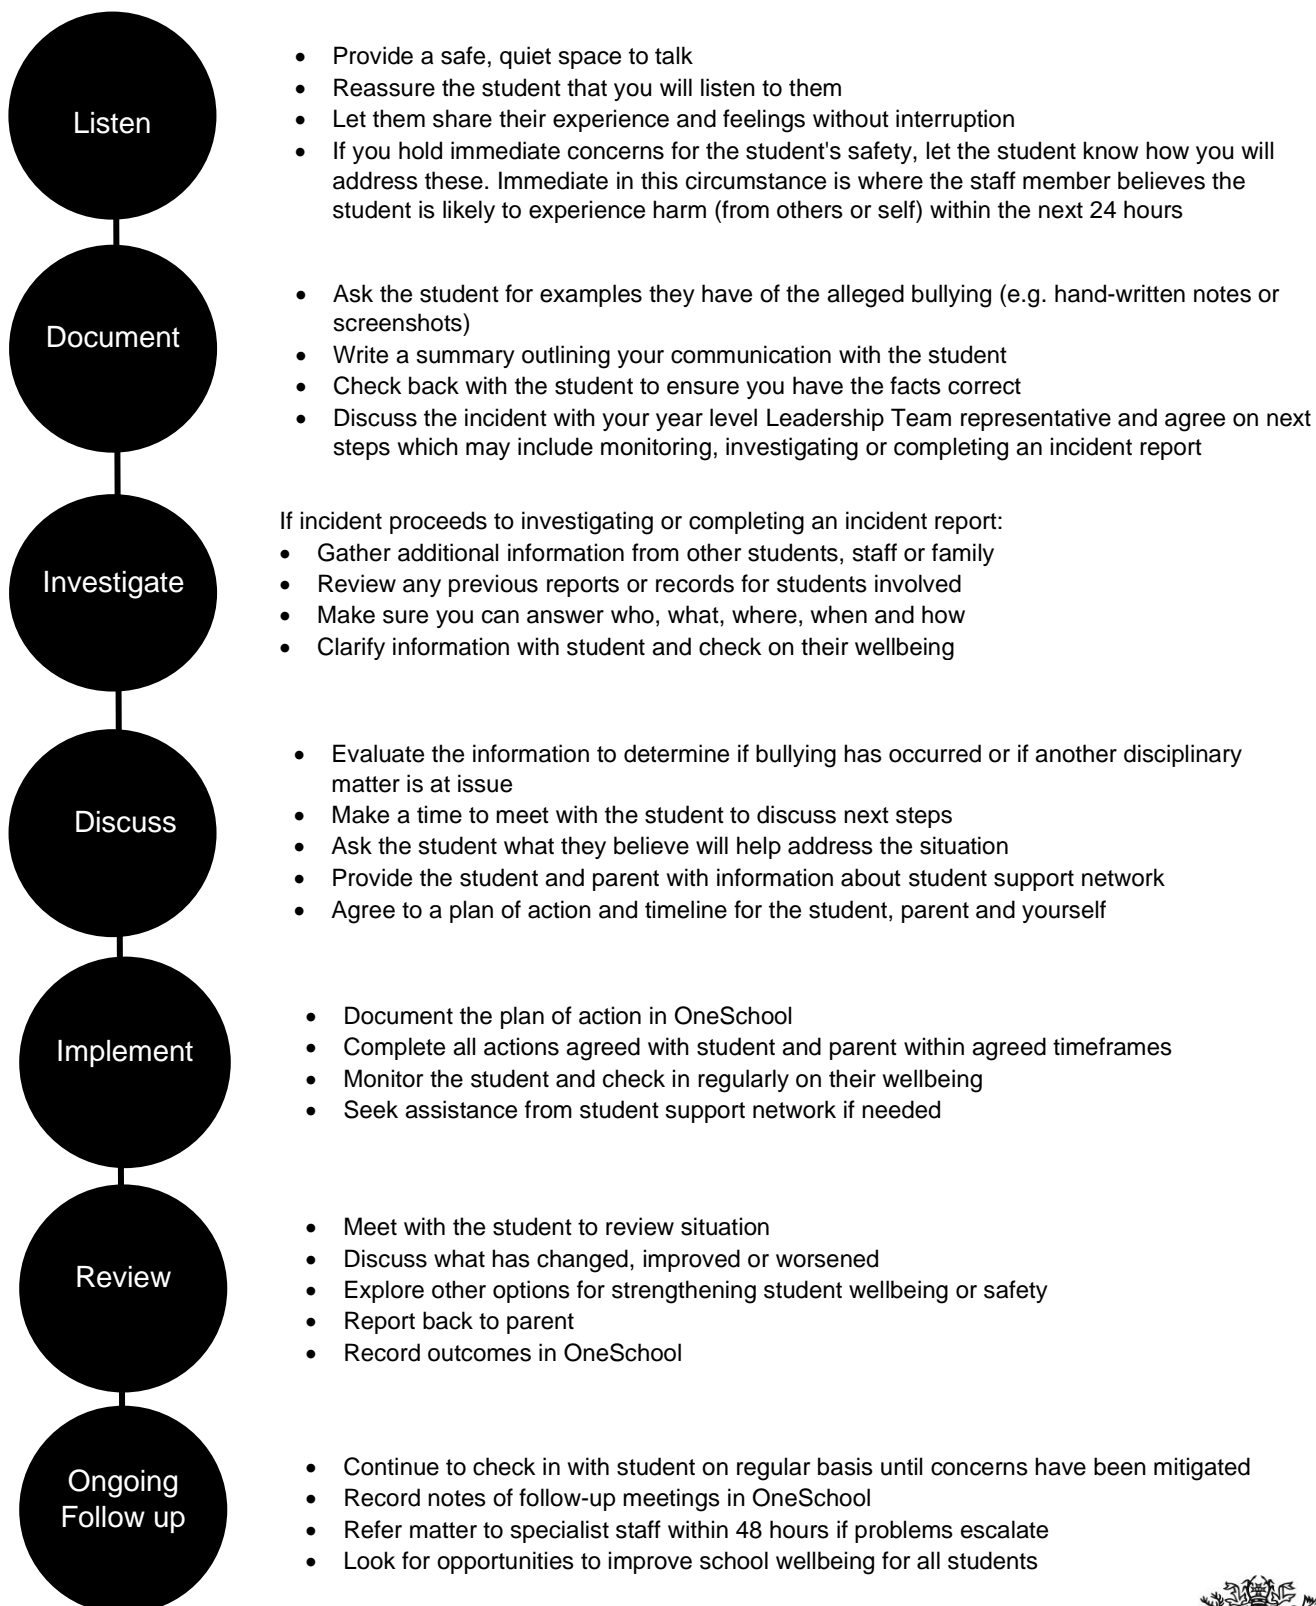 Listen
• Provide a safe, quiet space to talk
• Reassure the student that you will listen to them
• Let them share their experience and feelings without interruption
• If you hold immediate concerns for the student's safety, let the student know how you will
address these. Immediate in this circumstance is where the staff member believes the
student is likely to experience harm (from others or self) within the next 24 hours
Document
• Ask the student for examples they have of the alleged bullying (e.g. hand-written notes or
screenshots)
• Write a summary outlining your communication with the student
• Check back with the student to ensure you have the facts correct
• Discuss the incident with your year level Leadership Team representative and agree on next
steps which may include monitoring, investigating or completing an incident report
Investigate
If incident proceeds to investigating or completing an incident report:
• Gather additional information from other students, staff or family
• Review any previous reports or records for students involved
• Make sure you can answer who, what, where, when and how
• Clarify information with student and check on their wellbeing
Discuss
• Evaluate the information to determine if bullying has occurred or if another disciplinary
matter is at issue
• Make a time to meet with the student to discuss next steps
• Ask the student what they believe will help address the situation
• Provide the student and parent with information about student support network
• Agree to a plan of action and timeline for the student, parent and yourself
Implement
• Document the plan of action in OneSchool
• Complete all actions agreed with student and parent within agreed timeframes
• Monitor the student and check in regularly on their wellbeing
• Seek assistance from student support network if needed
Review
• Meet with the student to review situation
• Discuss what has changed, improved or worsened
• Explore other options for strengthening student wellbeing or safety
• Report back to parent
• Record outcomes in OneSchool
Ongoing
Follow up
• Continue to check in with student on regular basis until concerns have been mitigated
• Record notes of follow-up meetings in OneSchool
• Refer matter to specialist staff within 48 hours if problems escalate
• Look for opportunities to improve school wellbeing for all students